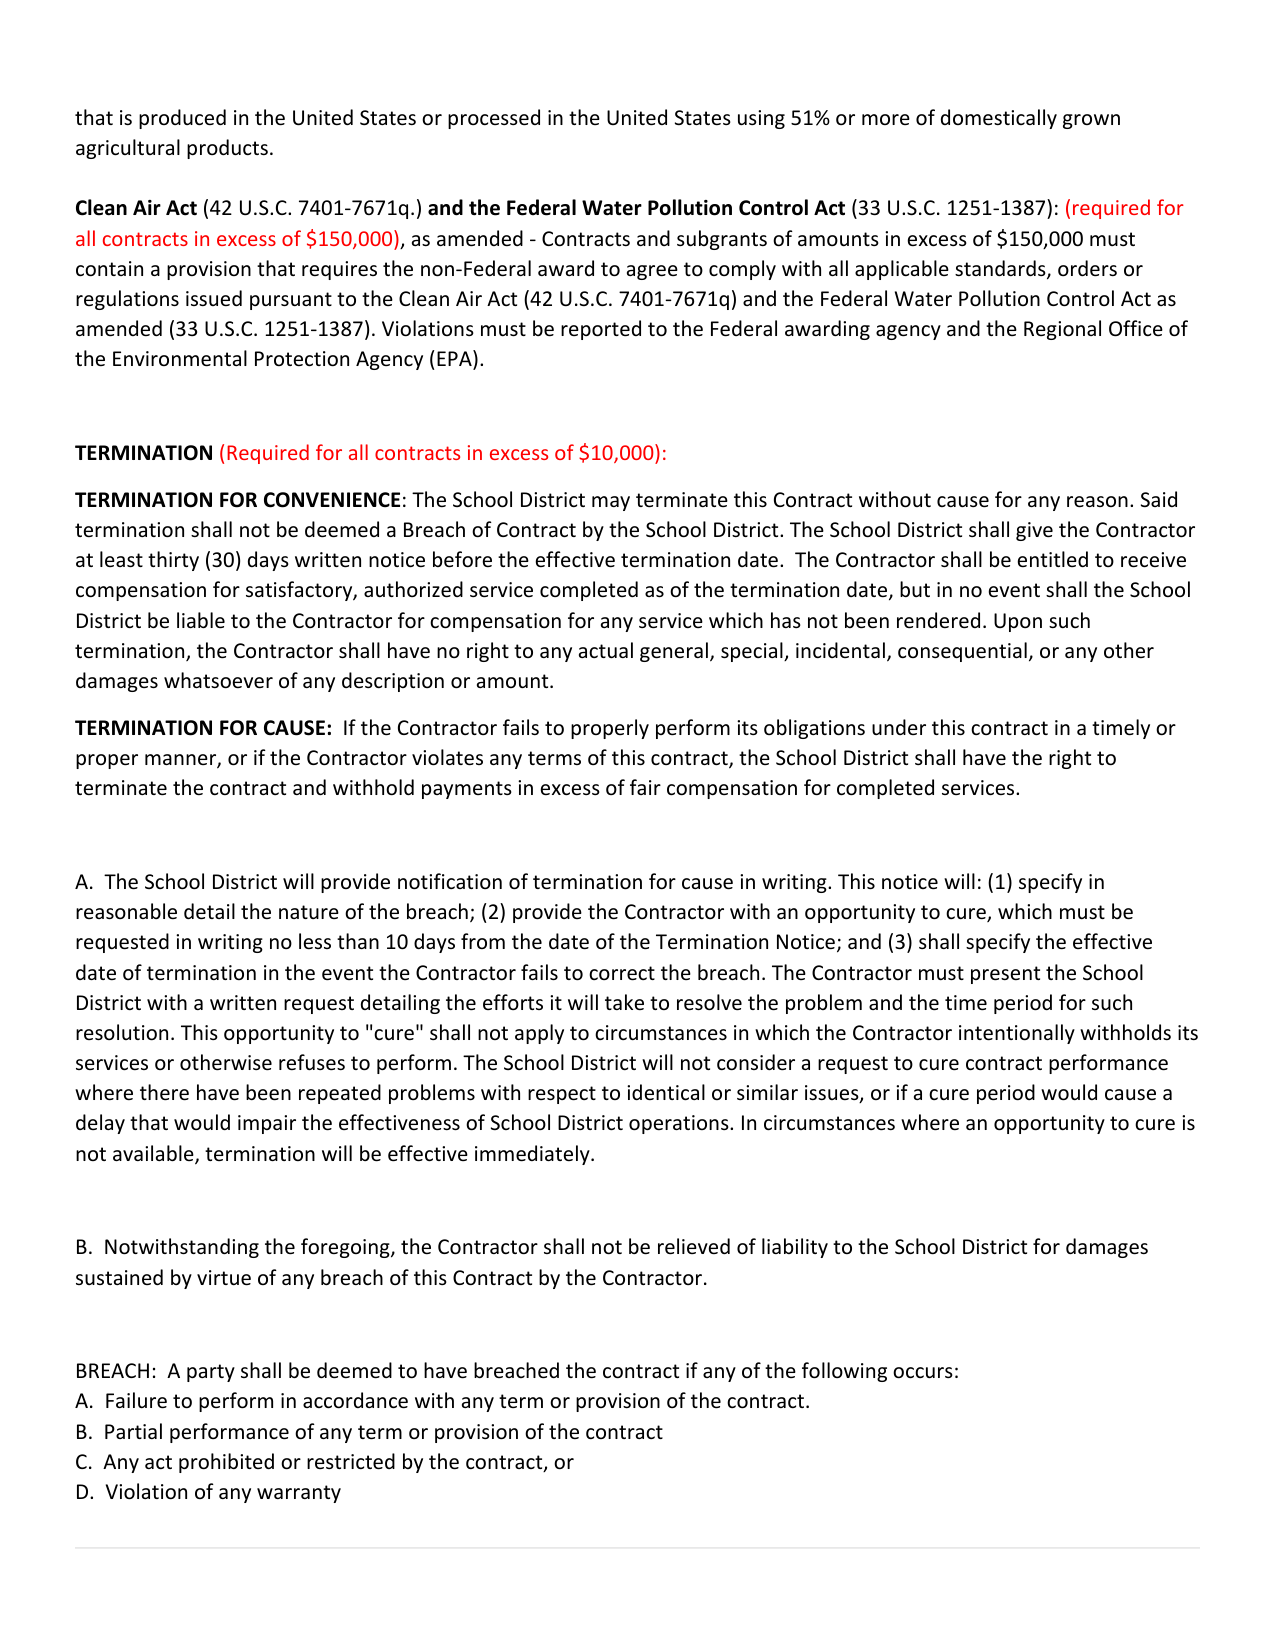 that is produced in the United States or processed in the United States using 51% or more of domestically grown
agricultural products.
Clean Air Act (42 U.S.C. 7401-7671q.) and the Federal Water Pollution Control Act (33 U.S.C. 1251-1387): (required for
all contracts in excess of $150,000), as amended - Contracts and subgrants of amounts in excess of $150,000 must
contain a provision that requires the non-Federal award to agree to comply with all applicable standards, orders or
regulations issued pursuant to the Clean Air Act (42 U.S.C. 7401-7671q) and the Federal Water Pollution Control Act as
amended (33 U.S.C. 1251-1387). Violations must be reported to the Federal awarding agency and the Regional Office of
the Environmental Protection Agency (EPA).
TERMINATION (Required for all contracts in excess of $10,000):
TERMINATION FOR CONVENIENCE: The School District may terminate this Contract without cause for any reason. Said
termination shall not be deemed a Breach of Contract by the School District. The School District shall give the Contractor
at least thirty (30) days written notice before the effective termination date.  The Contractor shall be entitled to receive
compensation for satisfactory, authorized service completed as of the termination date, but in no event shall the School
District be liable to the Contractor for compensation for any service which has not been rendered. Upon such
termination, the Contractor shall have no right to any actual general, special, incidental, consequential, or any other
damages whatsoever of any description or amount.
TERMINATION FOR CAUSE:  If the Contractor fails to properly perform its obligations under this contract in a timely or
proper manner, or if the Contractor violates any terms of this contract, the School District shall have the right to
terminate the contract and withhold payments in excess of fair compensation for completed services.
A.  The School District will provide notification of termination for cause in writing. This notice will: (1) specify in
reasonable detail the nature of the breach; (2) provide the Contractor with an opportunity to cure, which must be
requested in writing no less than 10 days from the date of the Termination Notice; and (3) shall specify the effective
date of termination in the event the Contractor fails to correct the breach. The Contractor must present the School
District with a written request detailing the efforts it will take to resolve the problem and the time period for such
resolution. This opportunity to "cure" shall not apply to circumstances in which the Contractor intentionally withholds its
services or otherwise refuses to perform. The School District will not consider a request to cure contract performance
where there have been repeated problems with respect to identical or similar issues, or if a cure period would cause a
delay that would impair the effectiveness of School District operations. In circumstances where an opportunity to cure is
not available, termination will be effective immediately.
B.  Notwithstanding the foregoing, the Contractor shall not be relieved of liability to the School District for damages
sustained by virtue of any breach of this Contract by the Contractor.
BREACH:  A party shall be deemed to have breached the contract if any of the following occurs:
A.  Failure to perform in accordance with any term or provision of the contract.
B.  Partial performance of any term or provision of the contract
C.  Any act prohibited or restricted by the contract, or
D.  Violation of any warranty